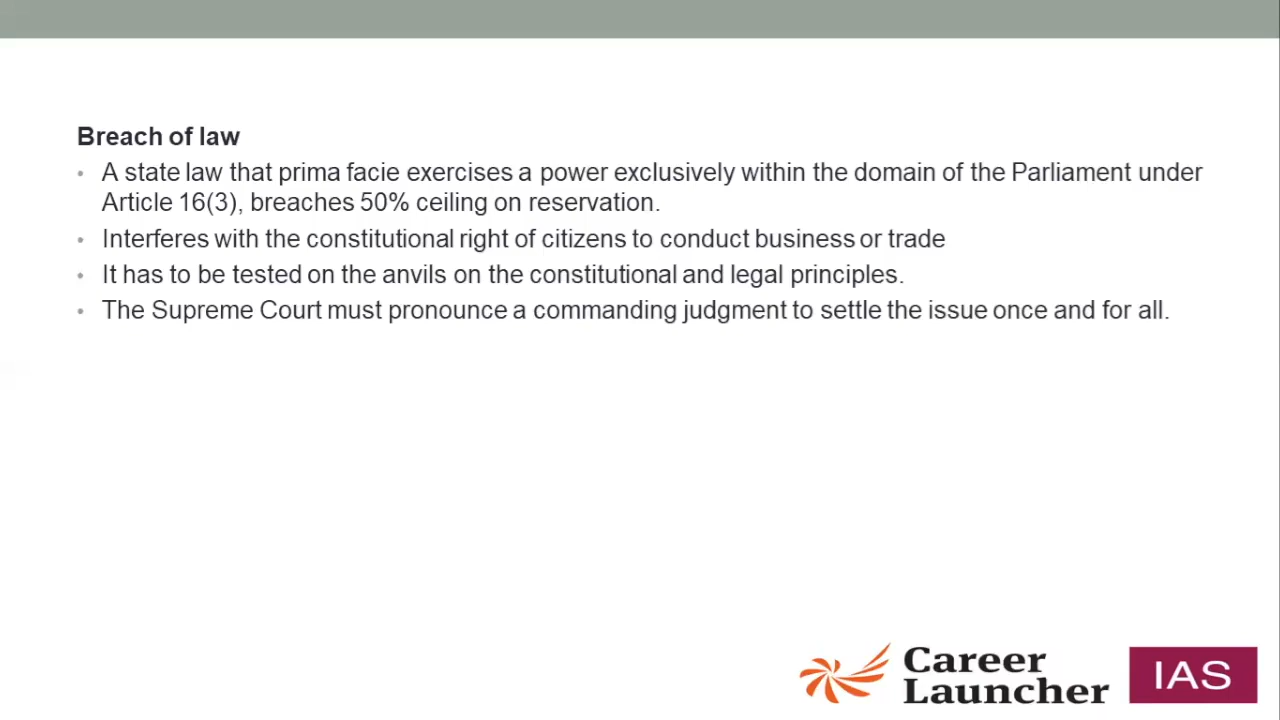 Breach of law
• A state law that prima facie exercises a power exclusively within the domain of the Parliament under
Article 16(3), breaches 50% ceiling on reservation.
• Interferes with the constitutional right of citizens to conduct business or trade
• It has to be tested on the anvils on the constitutional and legal principles.
• The Supreme Court must pronounce a commanding judgment to settle the issue once and for all.
Career
Launcher
IAS